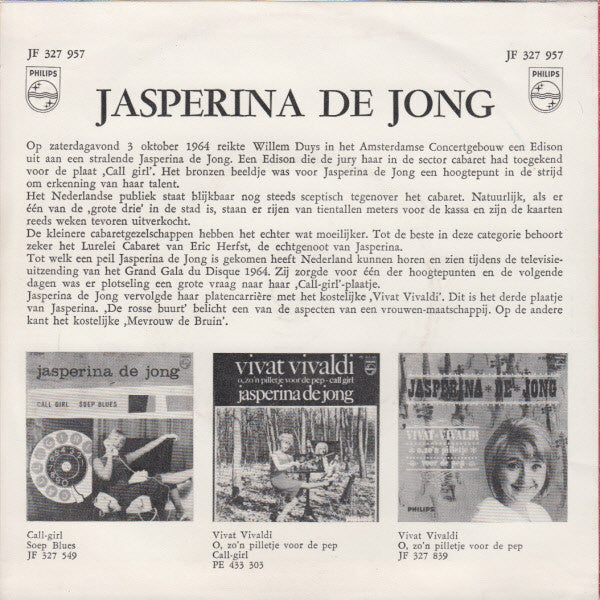 JF 327 957
JF 327 957
PHILIPS
PHILIPS
JASPERINA DE JONG
Op zaterdagavond 3 oktober 1964 reikte Willem Duys in het Amsterdamse Concertgebouw een Edison
uit aan een stralende Jasperina de Jong. Een Edison die de jury haar in de sector cabaret had toegekend
voor de plaat ‚Call girl’. Het bronzen beeldje was voor Jasperina de Jong een hoogtepunt in de strijd
om erkenning van haar talent.
Het Nederlandse publiek staat blijkbaar nog steeds sceptisch tegenover het cabaret. Natuurlijk, als er
één van de ‚grote drie’ in de stad is, staan er rijen van tientallen meters voor de kassa en zijn de kaarten
reeds weken tevoren uitverkocht.
De kleinere cabaretgezelschappen hebben het echter wat moeilijker. Tot de beste in deze categorie behoort
zeker het Lurelei Cabaret van Eric Herfst, de echtgenoot van Jasperina.
Tot welk een peil Jasperina de Jong is gekomen heeft Nederland kunnen horen en zien tijdens de televisie-
uitzending van het Grand Gala du Disque 1964. Zij zorgde voor één der hoogtepunten en de volgende
dagen was er plotseling een grote vraag naar haar ‚Call-girl’-plaatje.
Jasperina de Jong vervolgde haar platencarrière met het kostelijke ‚Vivat Vivaldi’. Dit is het derde plaatje
van Jasperina. ‚De rosse buurt’ belicht een van de aspecten van een vrouwen-maatschappij. Op de andere
kant het kostelijke ‚Mevrouw de Bruin’.
jasperina de jong
CALL GIRL SOEP BLUES
vivat vivaldi
o, zo'n pilletje voor de pep - call girl
jasperina de jong
JASPERINA DE JONG
VIVAT VIVALDI
o, zo'n pilletje
voor de pep
PHILIPS
Call-girl
Soep Blues
JF 327 549
Vivat Vivaldi
O, zo'n pilletje voor de pep
Call-girl
PE 433 303
Vivat Vivaldi
O, zo'n pilletje voor de pep
JF 327 839